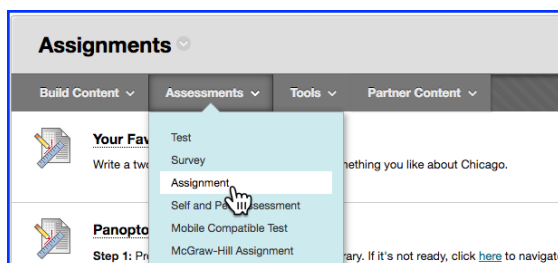 Assignments
Build Content Assessments Tools Partner Content
Your Fav
Test
Write a two
Survey
mething you like about Chicago.
Assignment
Self and Pe ssessment
Panopto
Mobile Compatible Test
McGraw-Hill Assignment
Step 1: Pr
rary. If it's not ready, click here to navigat